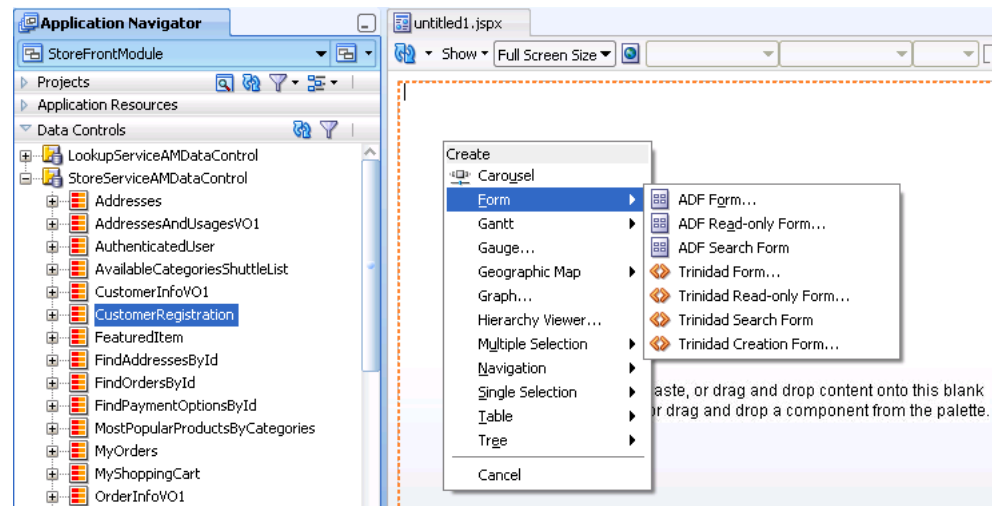 Application Navigator
StoreFrontModule
Projects
Application Resources
Data Controls
LookupServiceAMDataControl
StoreServiceAMDataControl
Addresses
AddressesAndUsagesVO1
AuthenticatedUser
AvailableCategoriesShuttleList
CustomerInfoVO1
CustomerRegistration
FeaturedItem
FindAddressesById
FindOrdersById
FindPaymentOptionsById
MostPopularProductsByCategories
MyOrders
MyShoppingCart
OrderInfoVO1
untitled1.jspx
Show Full Screen Size
Create
Carousel
Form
Gantt
Gauge...
Geographic Map
Graph...
Hierarchy Viewer...
Multiple Selection
Navigation
Single Selection
Table
Tree
Cancel
ADF Form...
ADF Read-only Form...
ADF Search Form
Trinidad Form...
Trinidad Read-only Form...
Trinidad Search Form
Trinidad Creation Form...
aste, or drag and drop content onto this blank
or drag and drop a component from the palette.